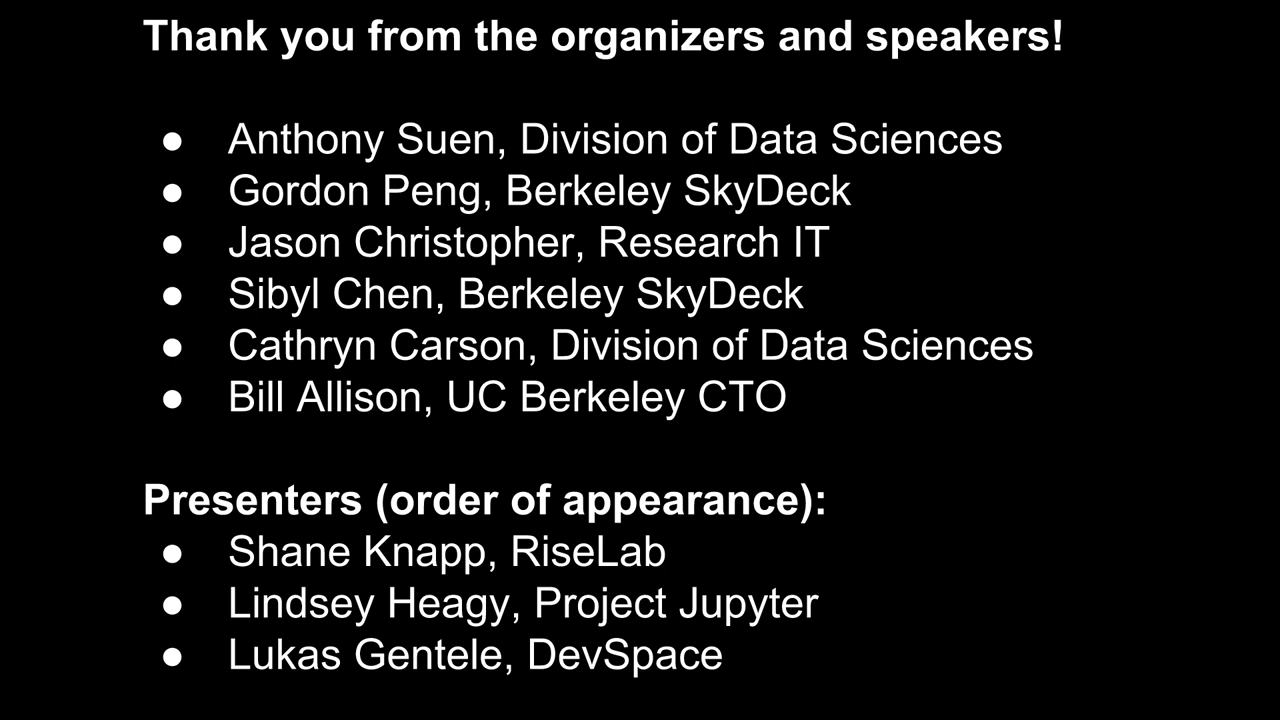 Thank you from the organizers and speakers!
● Anthony Suen, Division of Data Sciences
● Gordon Peng, Berkeley SkyDeck
● Jason Christopher, Research IT
● Sibyl Chen, Berkeley SkyDeck
● Cathryn Carson, Division of Data Sciences
● Bill Allison, UC Berkeley CTO
Presenters (order of appearance):
● Shane Knapp, RiseLab
● Lindsey Heagy, Project Jupyter
● Lukas Gentele, DevSpace